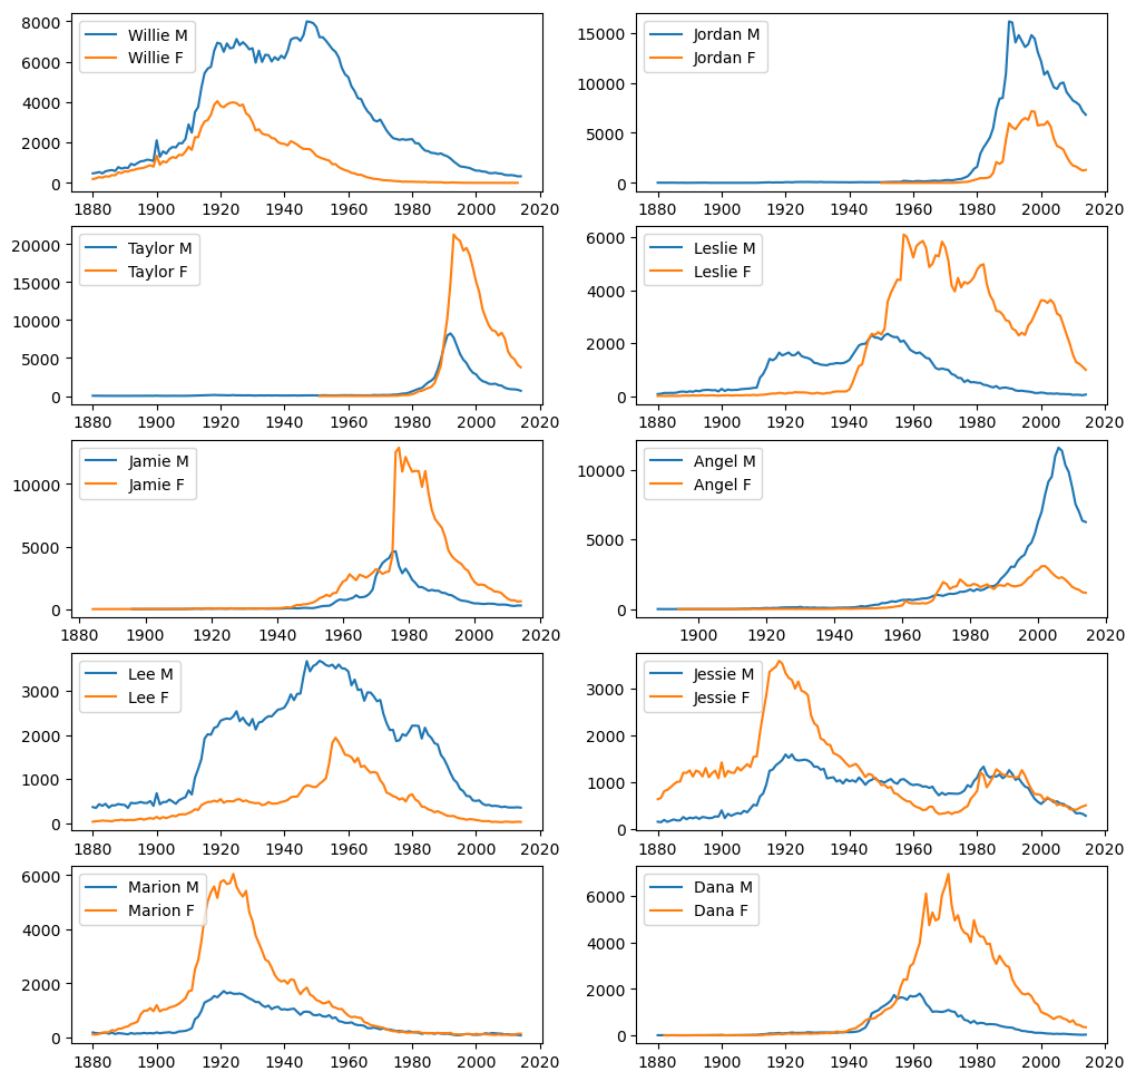 8000
6000
4000
2000
0
Willie M
Willie F
1880 1900 1920 1940 1960 1980 2000 2020
15000
10000
5000
0
Jordan M
Jordan F
1880 1900 1920 1940 1960 1980 2000 2020
20000
15000
10000
5000
0
Taylor M
Taylor F
1880 1900 1920 1940 1960 1980 2000 2020
6000
4000
2000
0
Leslie M
Leslie F
1880 1900 1920 1940 1960 1980 2000 2020
10000
5000
0
Jamie M
Jamie F
1880 1900 1920 1940 1960 1980 2000 2020
10000
5000
0
Angel M
Angel F
1900 1920 1940 1960 1980 2000 2020
3000
2000
1000
0
Lee M
Lee F
1880 1900 1920 1940 1960 1980 2000 2020
3000
2000
1000
0
Jessie M
Jessie F
1880 1900 1920 1940 1960 1980 2000 2020
6000
4000
2000
0
Marion M
Marion F
1880 1900 1920 1940 1960 1980 2000 2020
6000
4000
2000
0
Dana M
Dana F
1880 1900 1920 1940 1960 1980 2000 2020